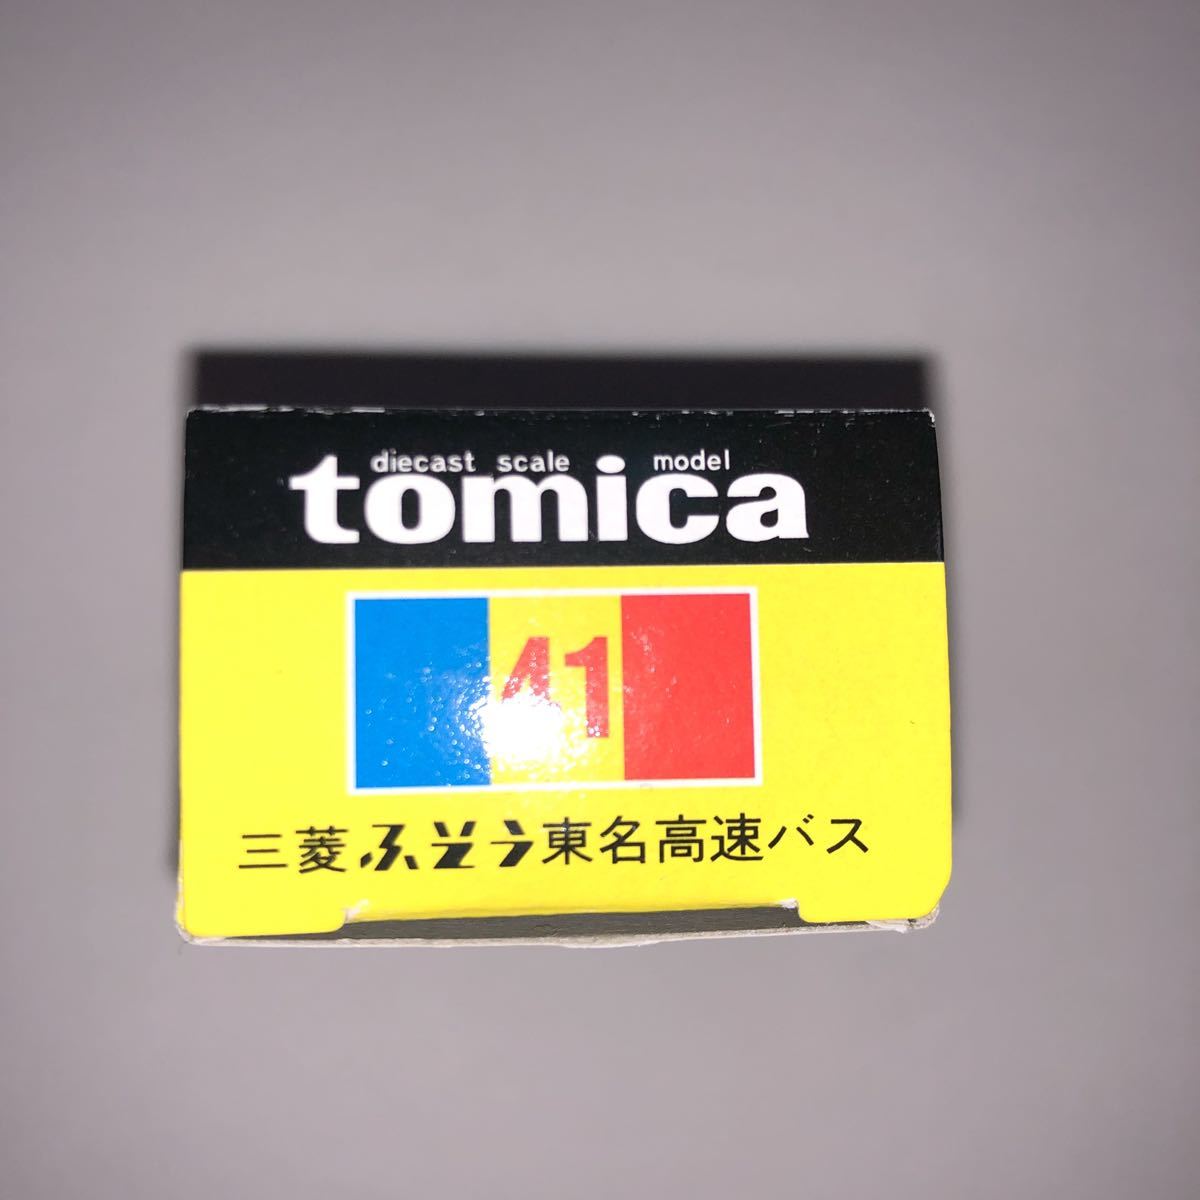 diecast scale model
tomica
41
三菱ふそう東名高速バス